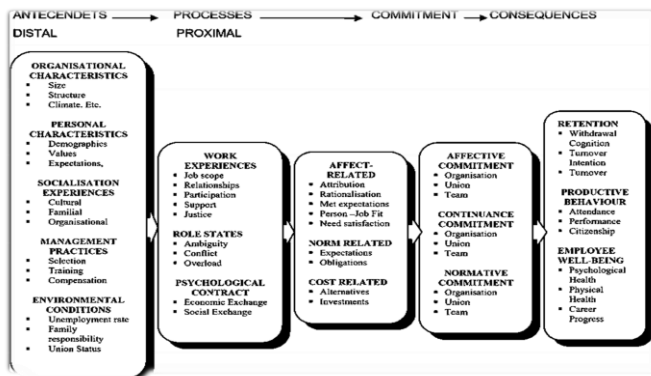 ANTECENDETS PROCESSES COMMITMENT CONSEQUENCES
DISTAL PROXIMAL
ORGANISATIONAL
CHARACTERISTICS
Size
Structure
Climate. Etc.
PERSONAL
CHARACTERISTICS
Demographics
Values
Expectations,
SOCIALISATION
EXPERIENCES
Cultural
Familial
Organisational
MANAGEMENT
PRACTICES
Selection
Training
Compensation
ENVIRONMENTAL
CONDITIONS
Unemployment rate
Family
responsibility
Union Status
WORK
EXPERIENCES
Job scope
Relationships
Participation
Support
Justice
ROLE STATES
Ambiguity
Conflict
Overload
PSYCHOLOGICAL
CONTRACT
Economic Exchange
Social Exchange
AFFECT-
RELATED
Attribution
Rationalisation
Met expectations
Person –Job Fit
Need satisfaction
NORM RELATED
Expectations
Obligations
COST RELATED
Alternatives
Investments
AFFECTIVE
COMMITMENT
Organisation
Union
Team
CONTINUANCE
COMMITMENT
Organisation
Union
Team
NORMATIVE
COMMITMENT
Organisation
Union
Team
RETENTION
Withdrawal
Cognition
Turnover
Intention
Turnover
PRODUCTIVE
BEHAVIOUR
Attendance
Performance
Citizenship
EMPLOYEE
WELL-BEING
Psychological
Health
Physical
Health
Career
Progress